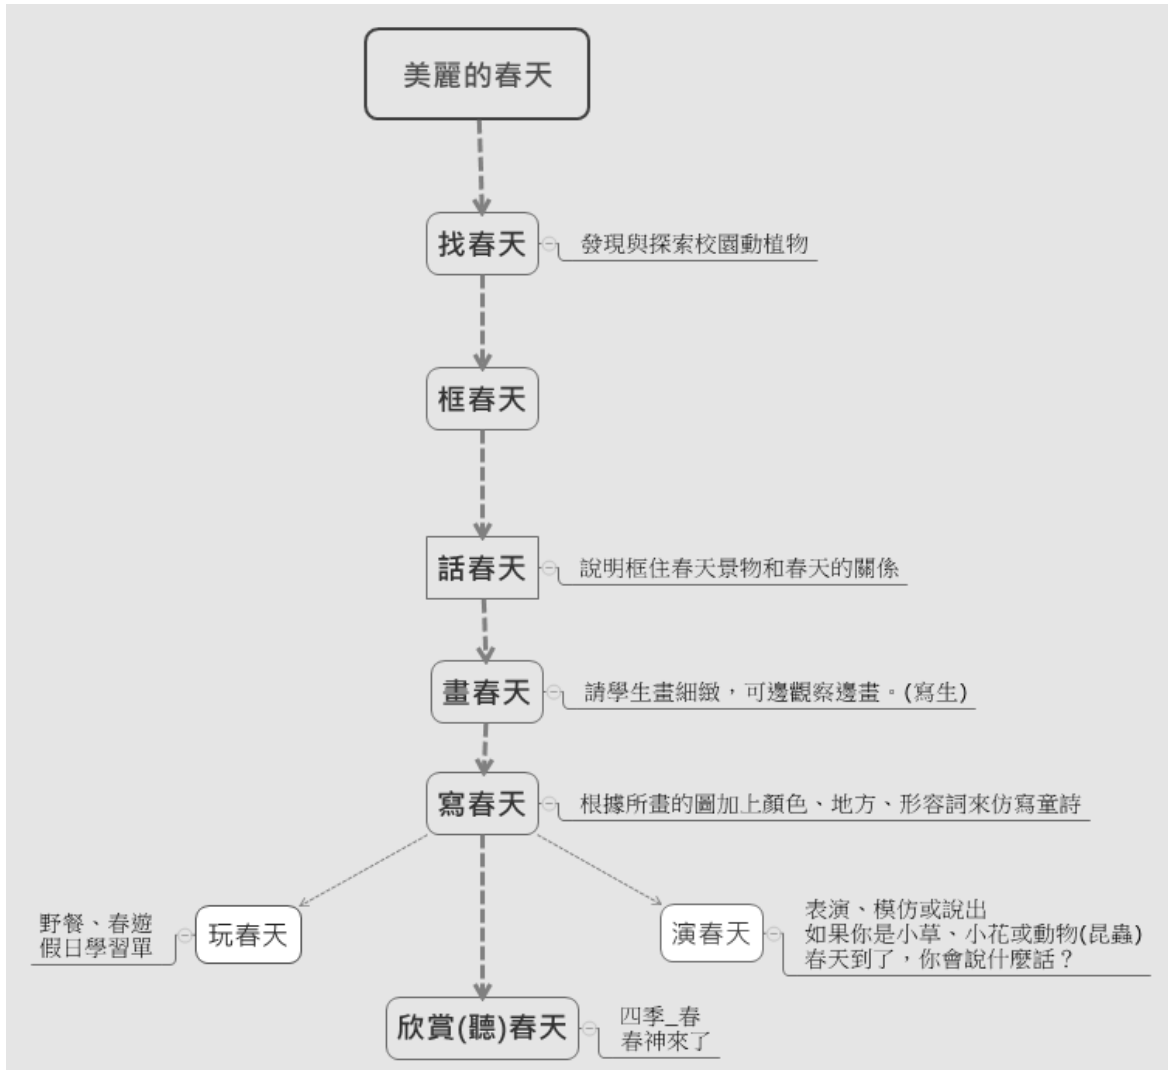 美麗的春天
找春天
發現與探索校園動植物
框春天
話春天
說明框住春天景物和春天的關係
畫春天
請學生畫細緻，可邊觀察邊畫。(寫生)
寫春天
根據所畫的圖加上顏色、地方、形容詞來仿寫童詩
野餐、春遊
假日學習單
玩春天
演春天
表演、模仿或說出
如果你是小草、小花或動物(昆蟲)
春天到了，你會說什麼話？
欣賞(聽)春天
四季_春
春神來了